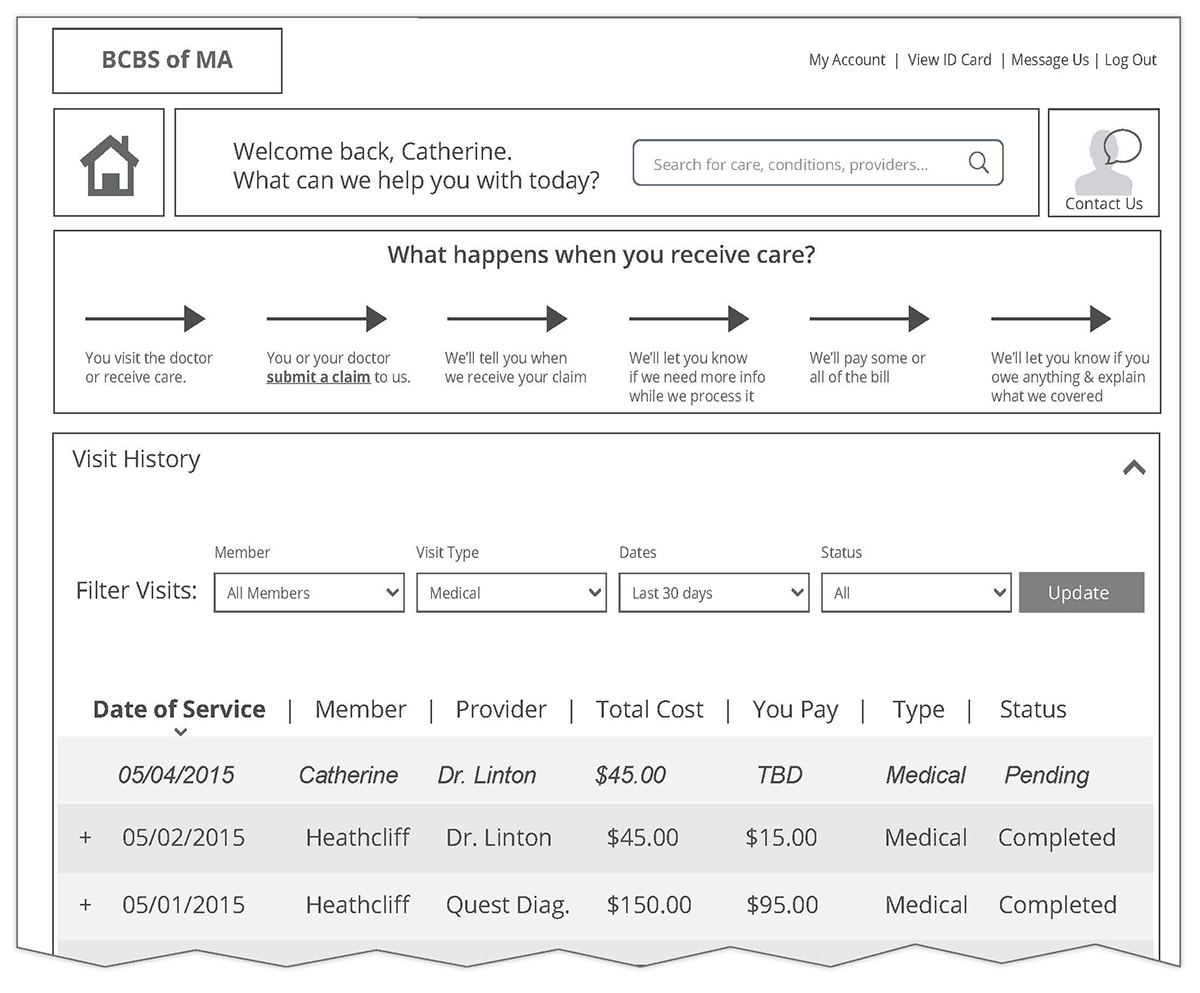 BCBS of MA
My Account | View ID Card | Message Us | Log Out
Welcome back, Catherine.
What can we help you with today?
Search for care, conditions, providers...
Contact Us
What happens when you receive care?
You visit the doctor
or receive care.
You or your doctor
submit a claim to us.
We'll tell you when
we receive your claim
We'll let you know
if we need more info
while we process it
We'll pay some or
all of the bill
We'll let you know if you
owe anything & explain
what we covered
Visit History
Member Visit Type Dates Status
Filter Visits: All Members Medical Last 30 days All Update
Date of Service | Member | Provider | Total Cost | You Pay | Type | Status
05/04/2015 Catherine Dr. Linton $45.00 TBD Medical Pending
+ 05/02/2015 Heathcliff Dr. Linton $45.00 $15.00 Medical Completed
+ 05/01/2015 Heathcliff Quest Diag. $150.00 $95.00 Medical Completed